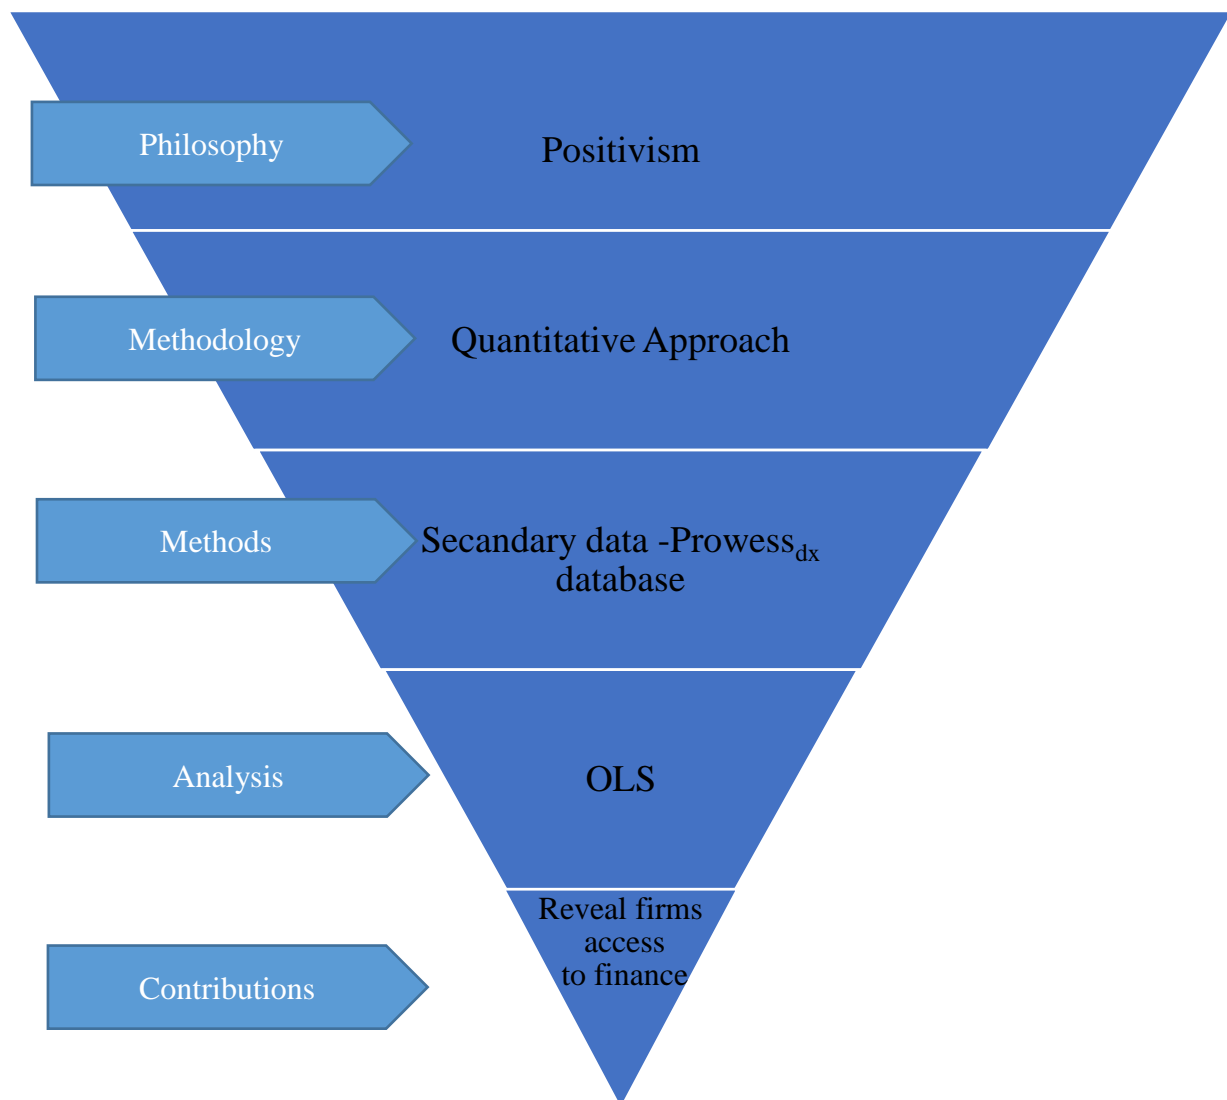 Philosophy
Positivism
Methodology
Quantitative Approach
Methods
Secandary data -Prowessdx
database
Analysis
OLS
Reveal firms
access
to finance
Contributions